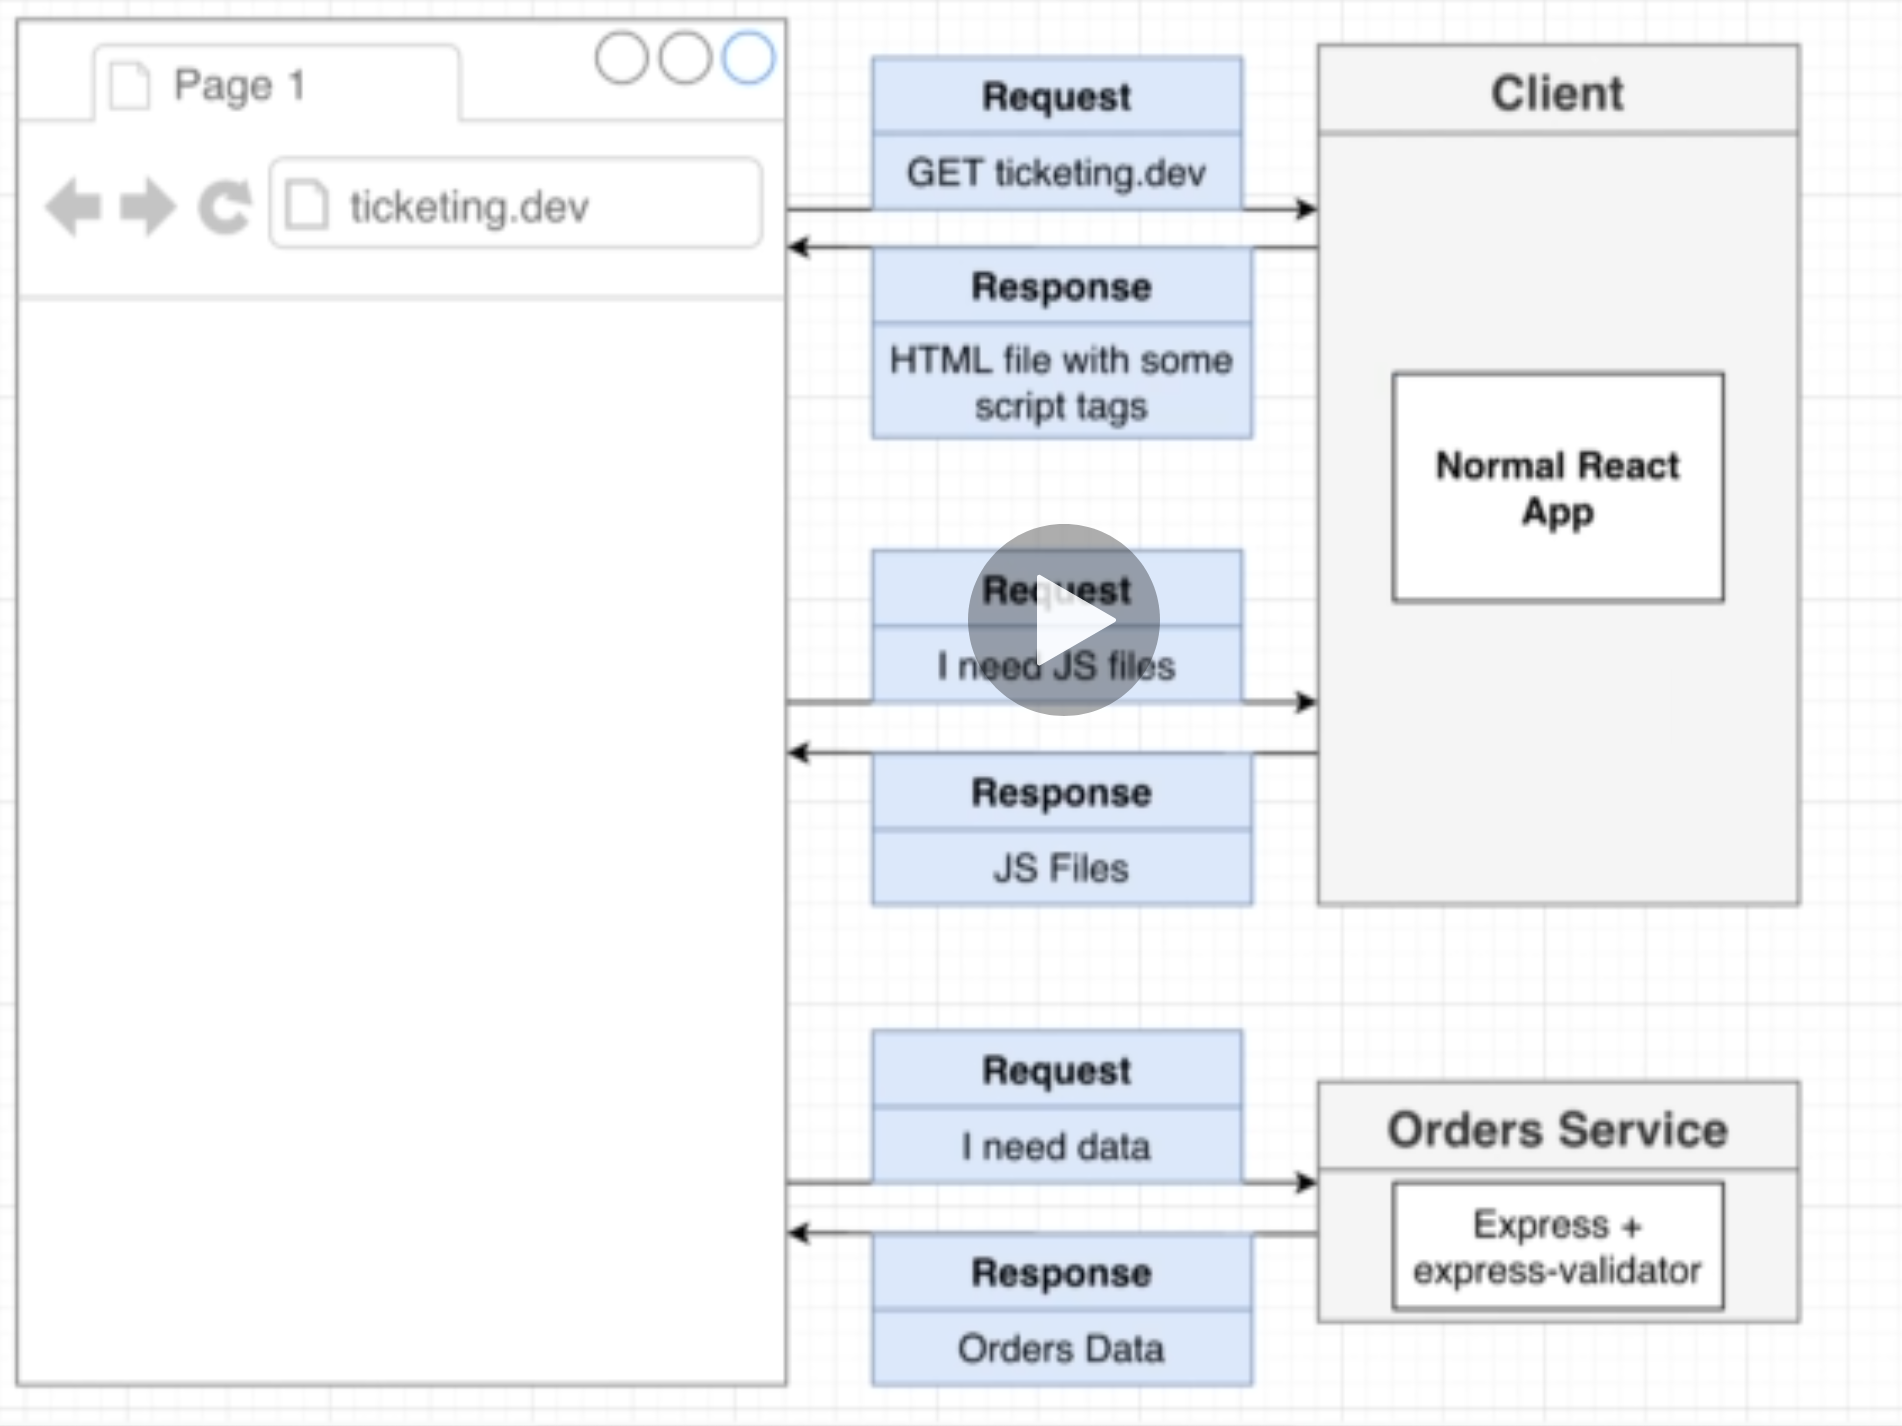 Page 1
ticketing.dev
Request
GET ticketing.dev
Response
HTML file with some
script tags
Request
I need JS files
Response
JS Files
Request
I need data
Response
Orders Data
Client
Normal React
App
Orders Service
Express +
express-validator